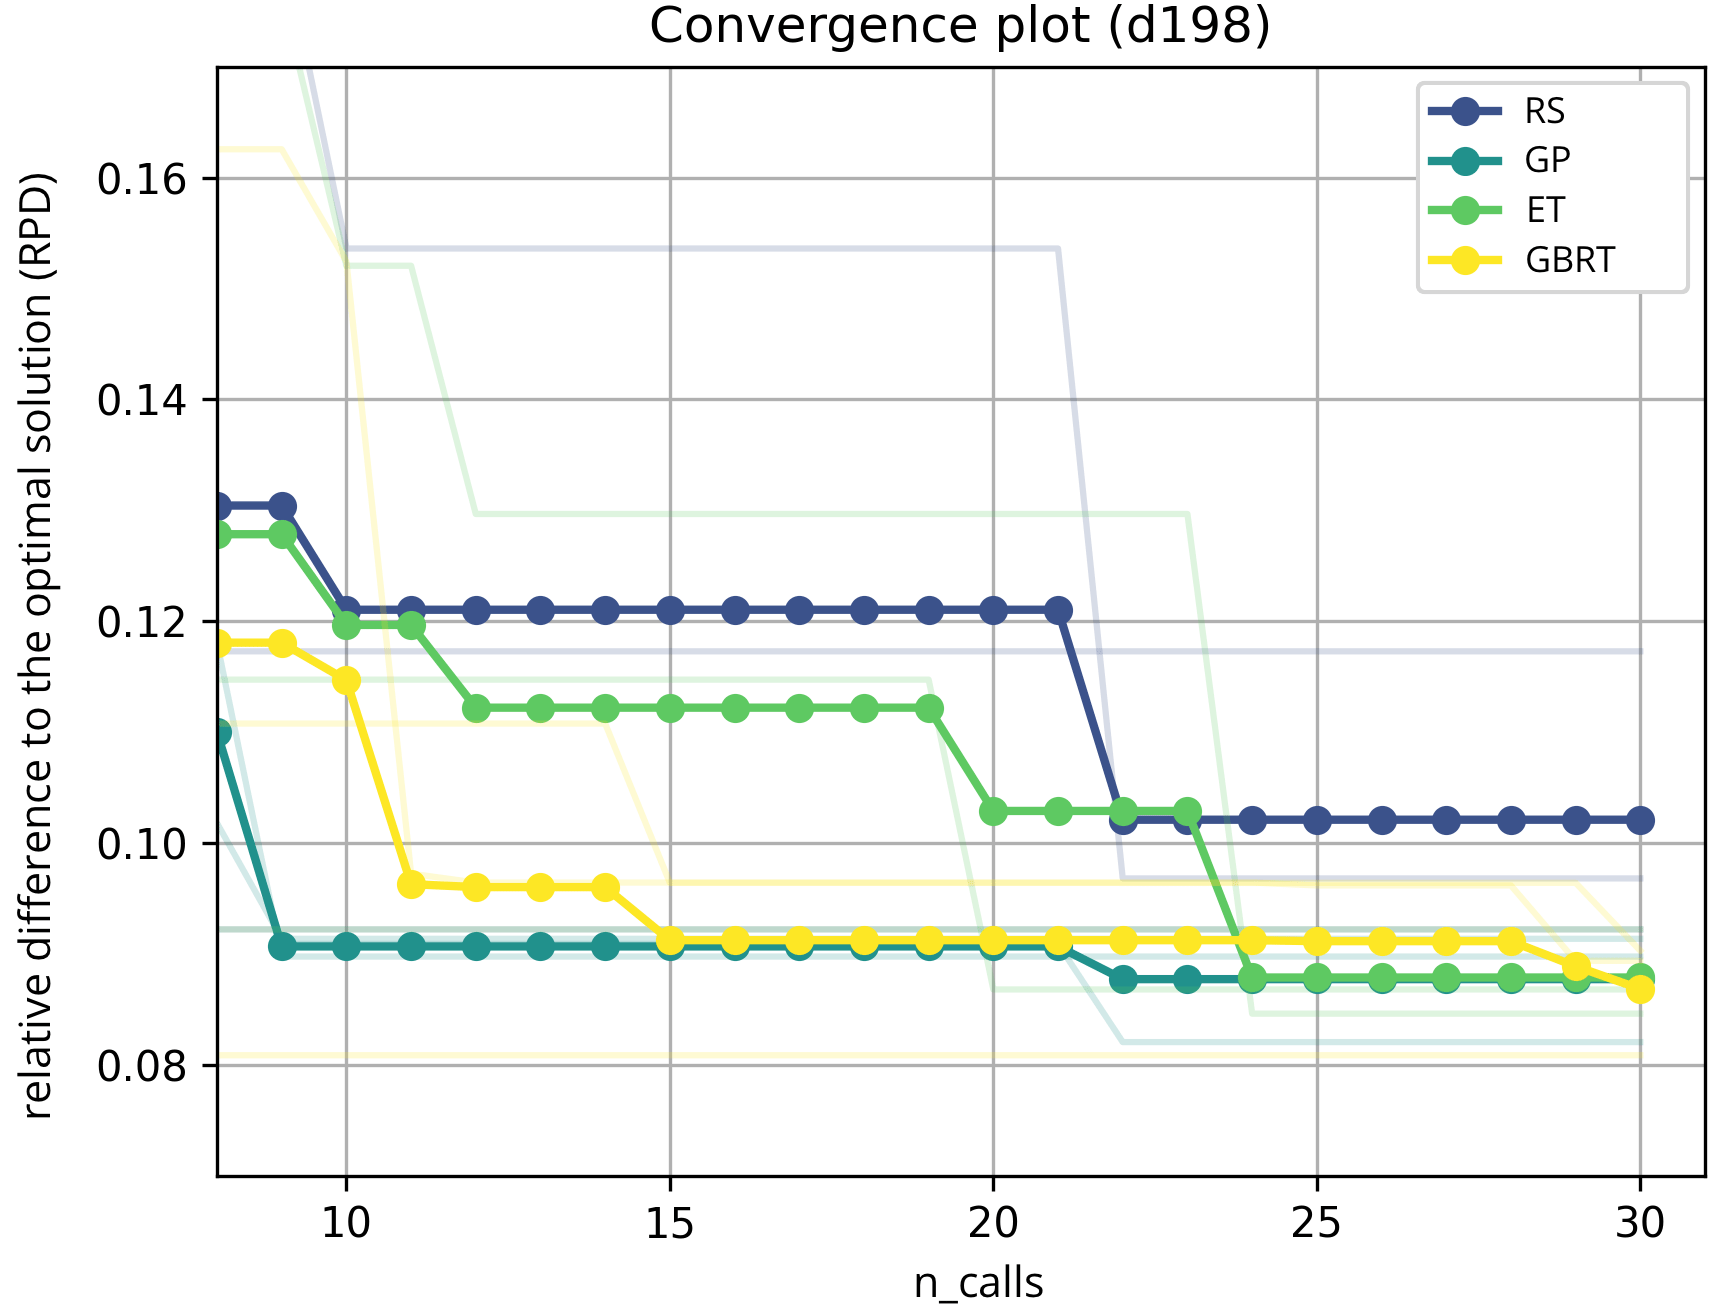 Convergence plot (d198)
RS
GP
ET
GBRT
relative difference to the optimal solution (RPD)
0.16
0.14
0.12
0.10
0.08
10 15 20 25 30
n_calls